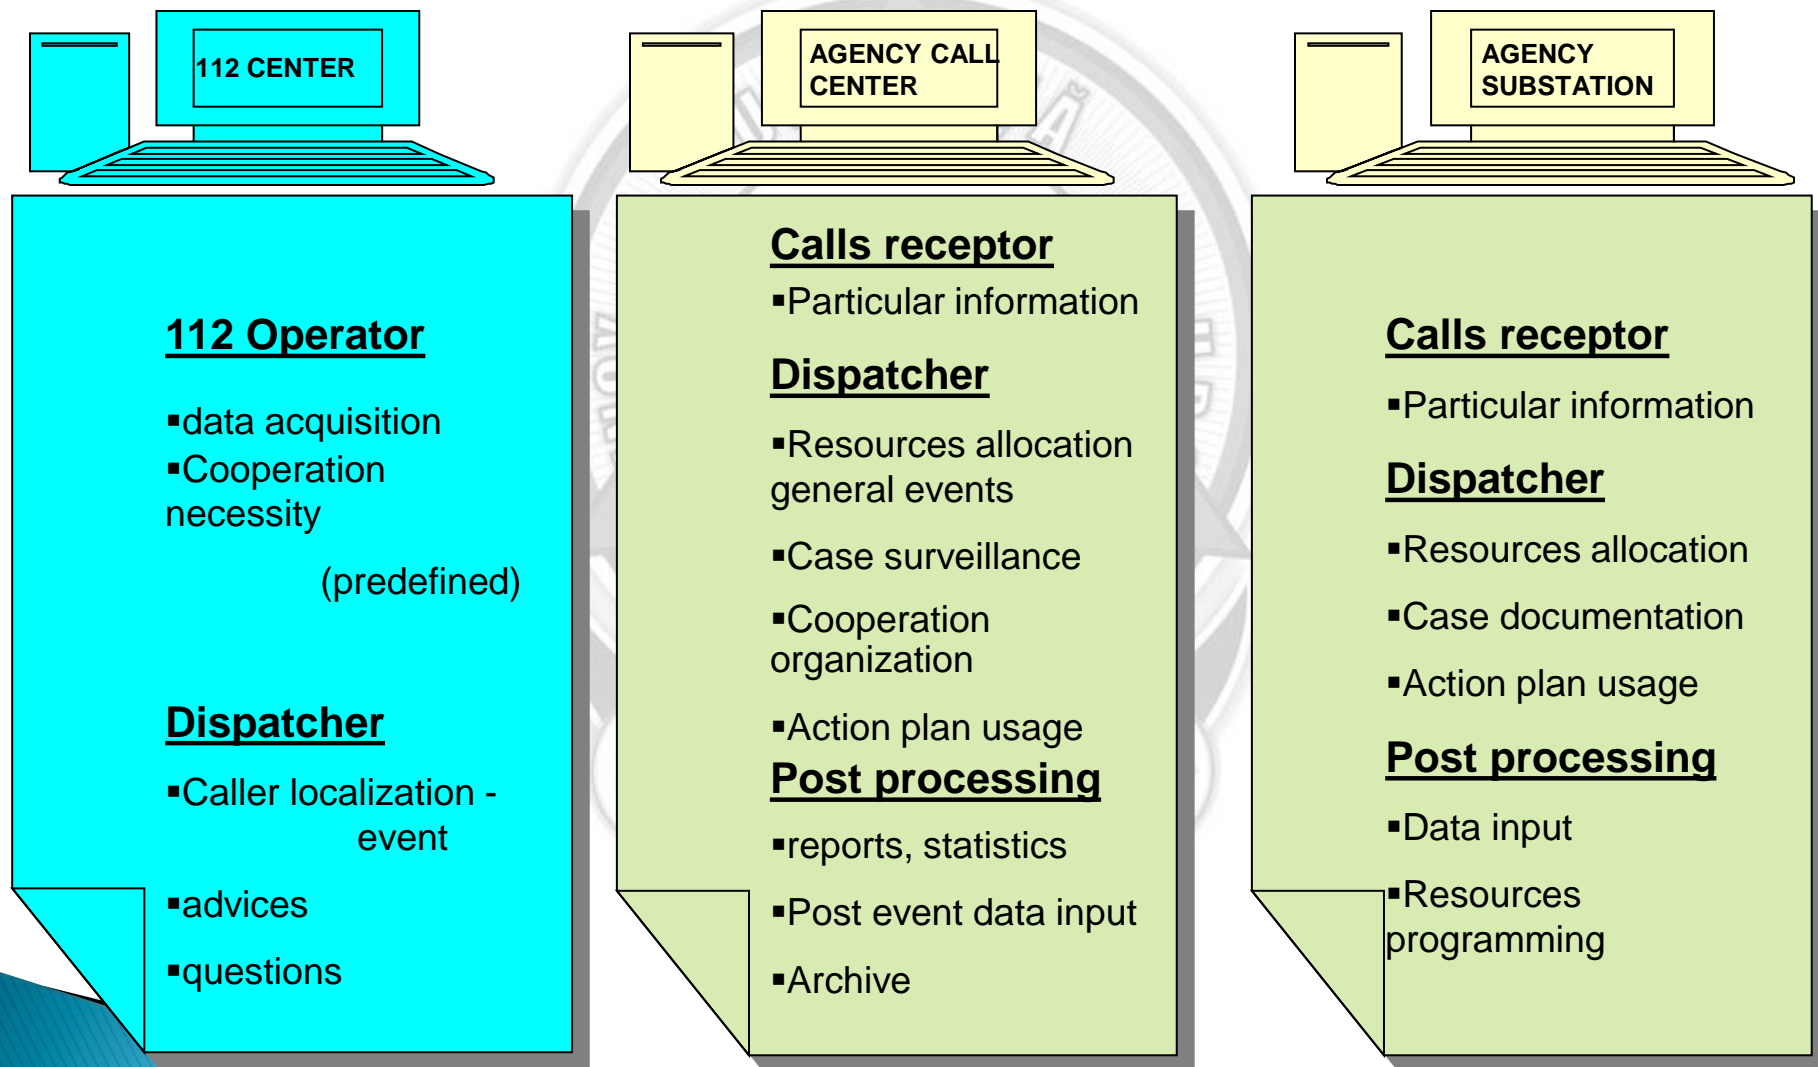 112 CENTER
112 Operator
▪data acquisition
▪Cooperation
necessity
(predefined)
Dispatcher
▪Caller localization -
event
▪advices
▪questions
AGENCY CALL
CENTER
Calls receptor
▪Particular information
Dispatcher
▪Resources allocation
general events
▪Case surveillance
▪Cooperation
organization
▪Action plan usage
Post processing
▪reports, statistics
▪Post event data input
▪Archive
AGENCY
SUBSTATION
Calls receptor
▪Particular information
Dispatcher
▪Resources allocation
▪Case documentation
▪Action plan usage
Post processing
▪Data input
▪Resources
programming